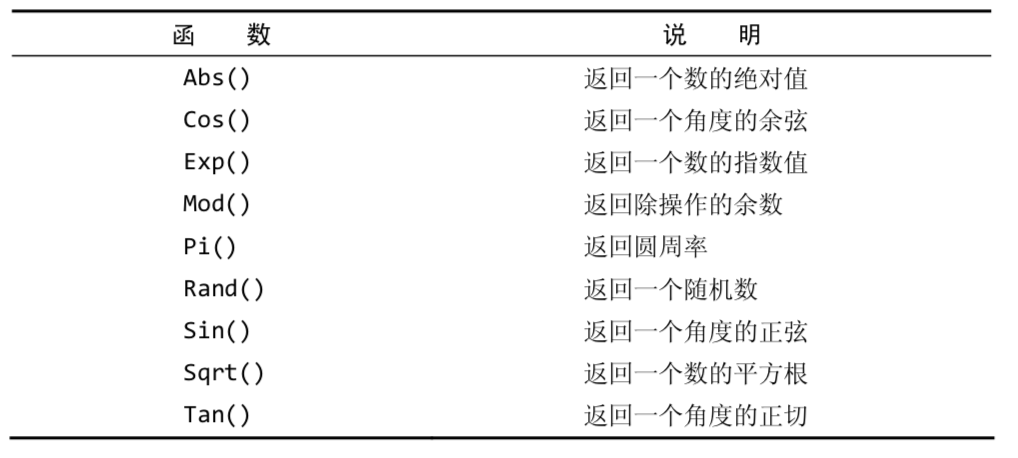 函 数 说 明
Abs() 返回一个数的绝对值
Cos() 返回一个角度的余弦
Exp() 返回一个数的指数值
Mod() 返回除操作的余数
Pi() 返回圆周率
Rand() 返回一个随机数
Sin() 返回一个角度的正弦
Sqrt() 返回一个数的平方根
Tan() 返回一个角度的正切